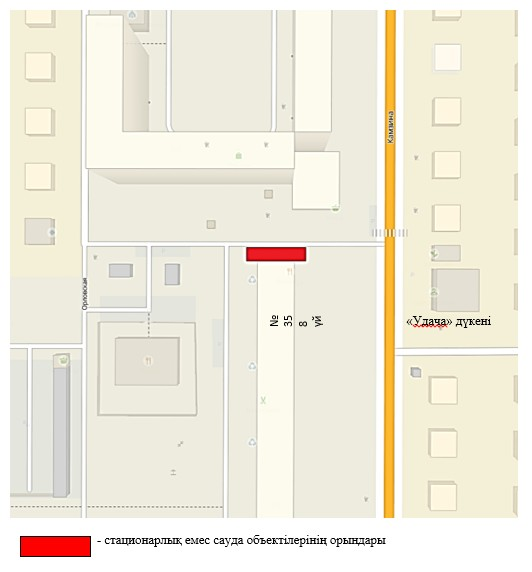 Камзина
Орловская
№
35
8
үй
«Удача» дүкені
- стационарлық емес сауда объектілерінің орындары